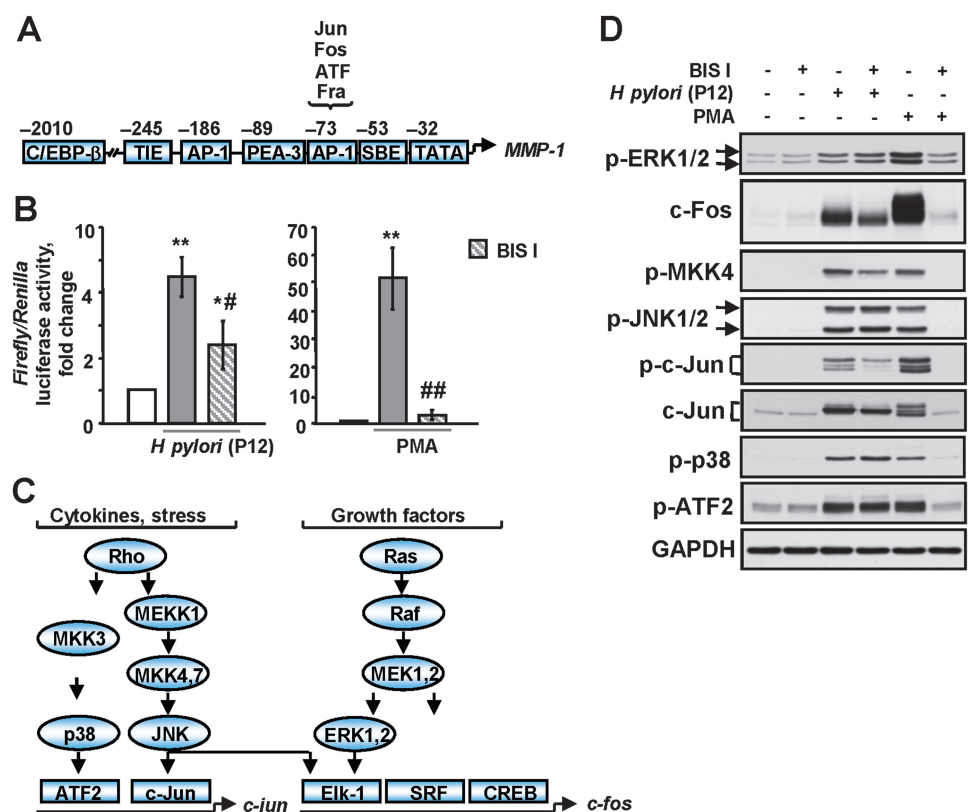 A
Jun
Fos
ATF
Fra
–2010 –245 –186 –89 –73 –53 –32
C/EBP-ß TIE AP-1 PEA-3 AP-1 SBE TATA MMP-1
B
Firefly/Renilla
luciferase activity,
fold change
10
4
2
0
**
*#
H pylori (P12)
70
60
50
40
30
20
10
0
**
##
PMA
BIS I
C
Cytokines, stress Growth factors
Rho Ras
MEKK1 Raf
MKK3
MKK4,7 MEK1,2
p38 JNK ERK1,2
ATF2 c-Jun c-jun Elk-1 SRF CREB c-fos
D
BIS I - + - + - +
H pylori (P12) - - + + - -
PMA - - - - + +
p-ERK1/2
c-Fos
p-MKK4
p-JNK1/2
p-c-Jun
c-Jun
p-p38
p-ATF2
GAPDH